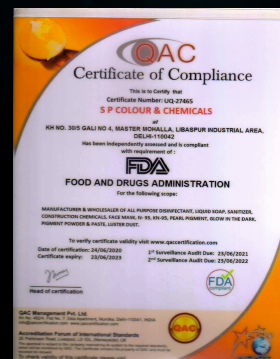 QAC
Certificate of Compliance
This is to Certify that
Certificate Number: UQ-27465
S P COLOUR & CHEMICALS
at
KH NO. 30/5 GALI NO 4, MASTER MOHALLA, LIBASPUR INDUSTRIAL AREA,
DELHI-110042
Has been independently assessed and is compliant
with requirement of :
FDA
FOOD AND DRUGS ADMINISTRATION
For the following scope:
MANUFACTURER & WHOLESALER OF ALL PURPOSE DISINFECTANT, LIQUID SOAP, SANITIZER,
CONSTRUCTION CHEMICALS, FACE MASK, N- 95, KN-95, PEARL PIGMENT, GLOW IN THE DARK,
PIGMENT POWDER & PASTE, LUSTER DUST.
To verify certificate validity visit www.qaccertification.com
Date of certification: 24/06/2020 1st Surveillance Audit Due: 23/06/2021
Certificate expiry: 23/06/2023 2nd Surveillance Audit Due: 23/06/2022
Head of certification
FDA
QAC
QAC Management Pvt. Ltd.
Accreditation Forum of International Standards